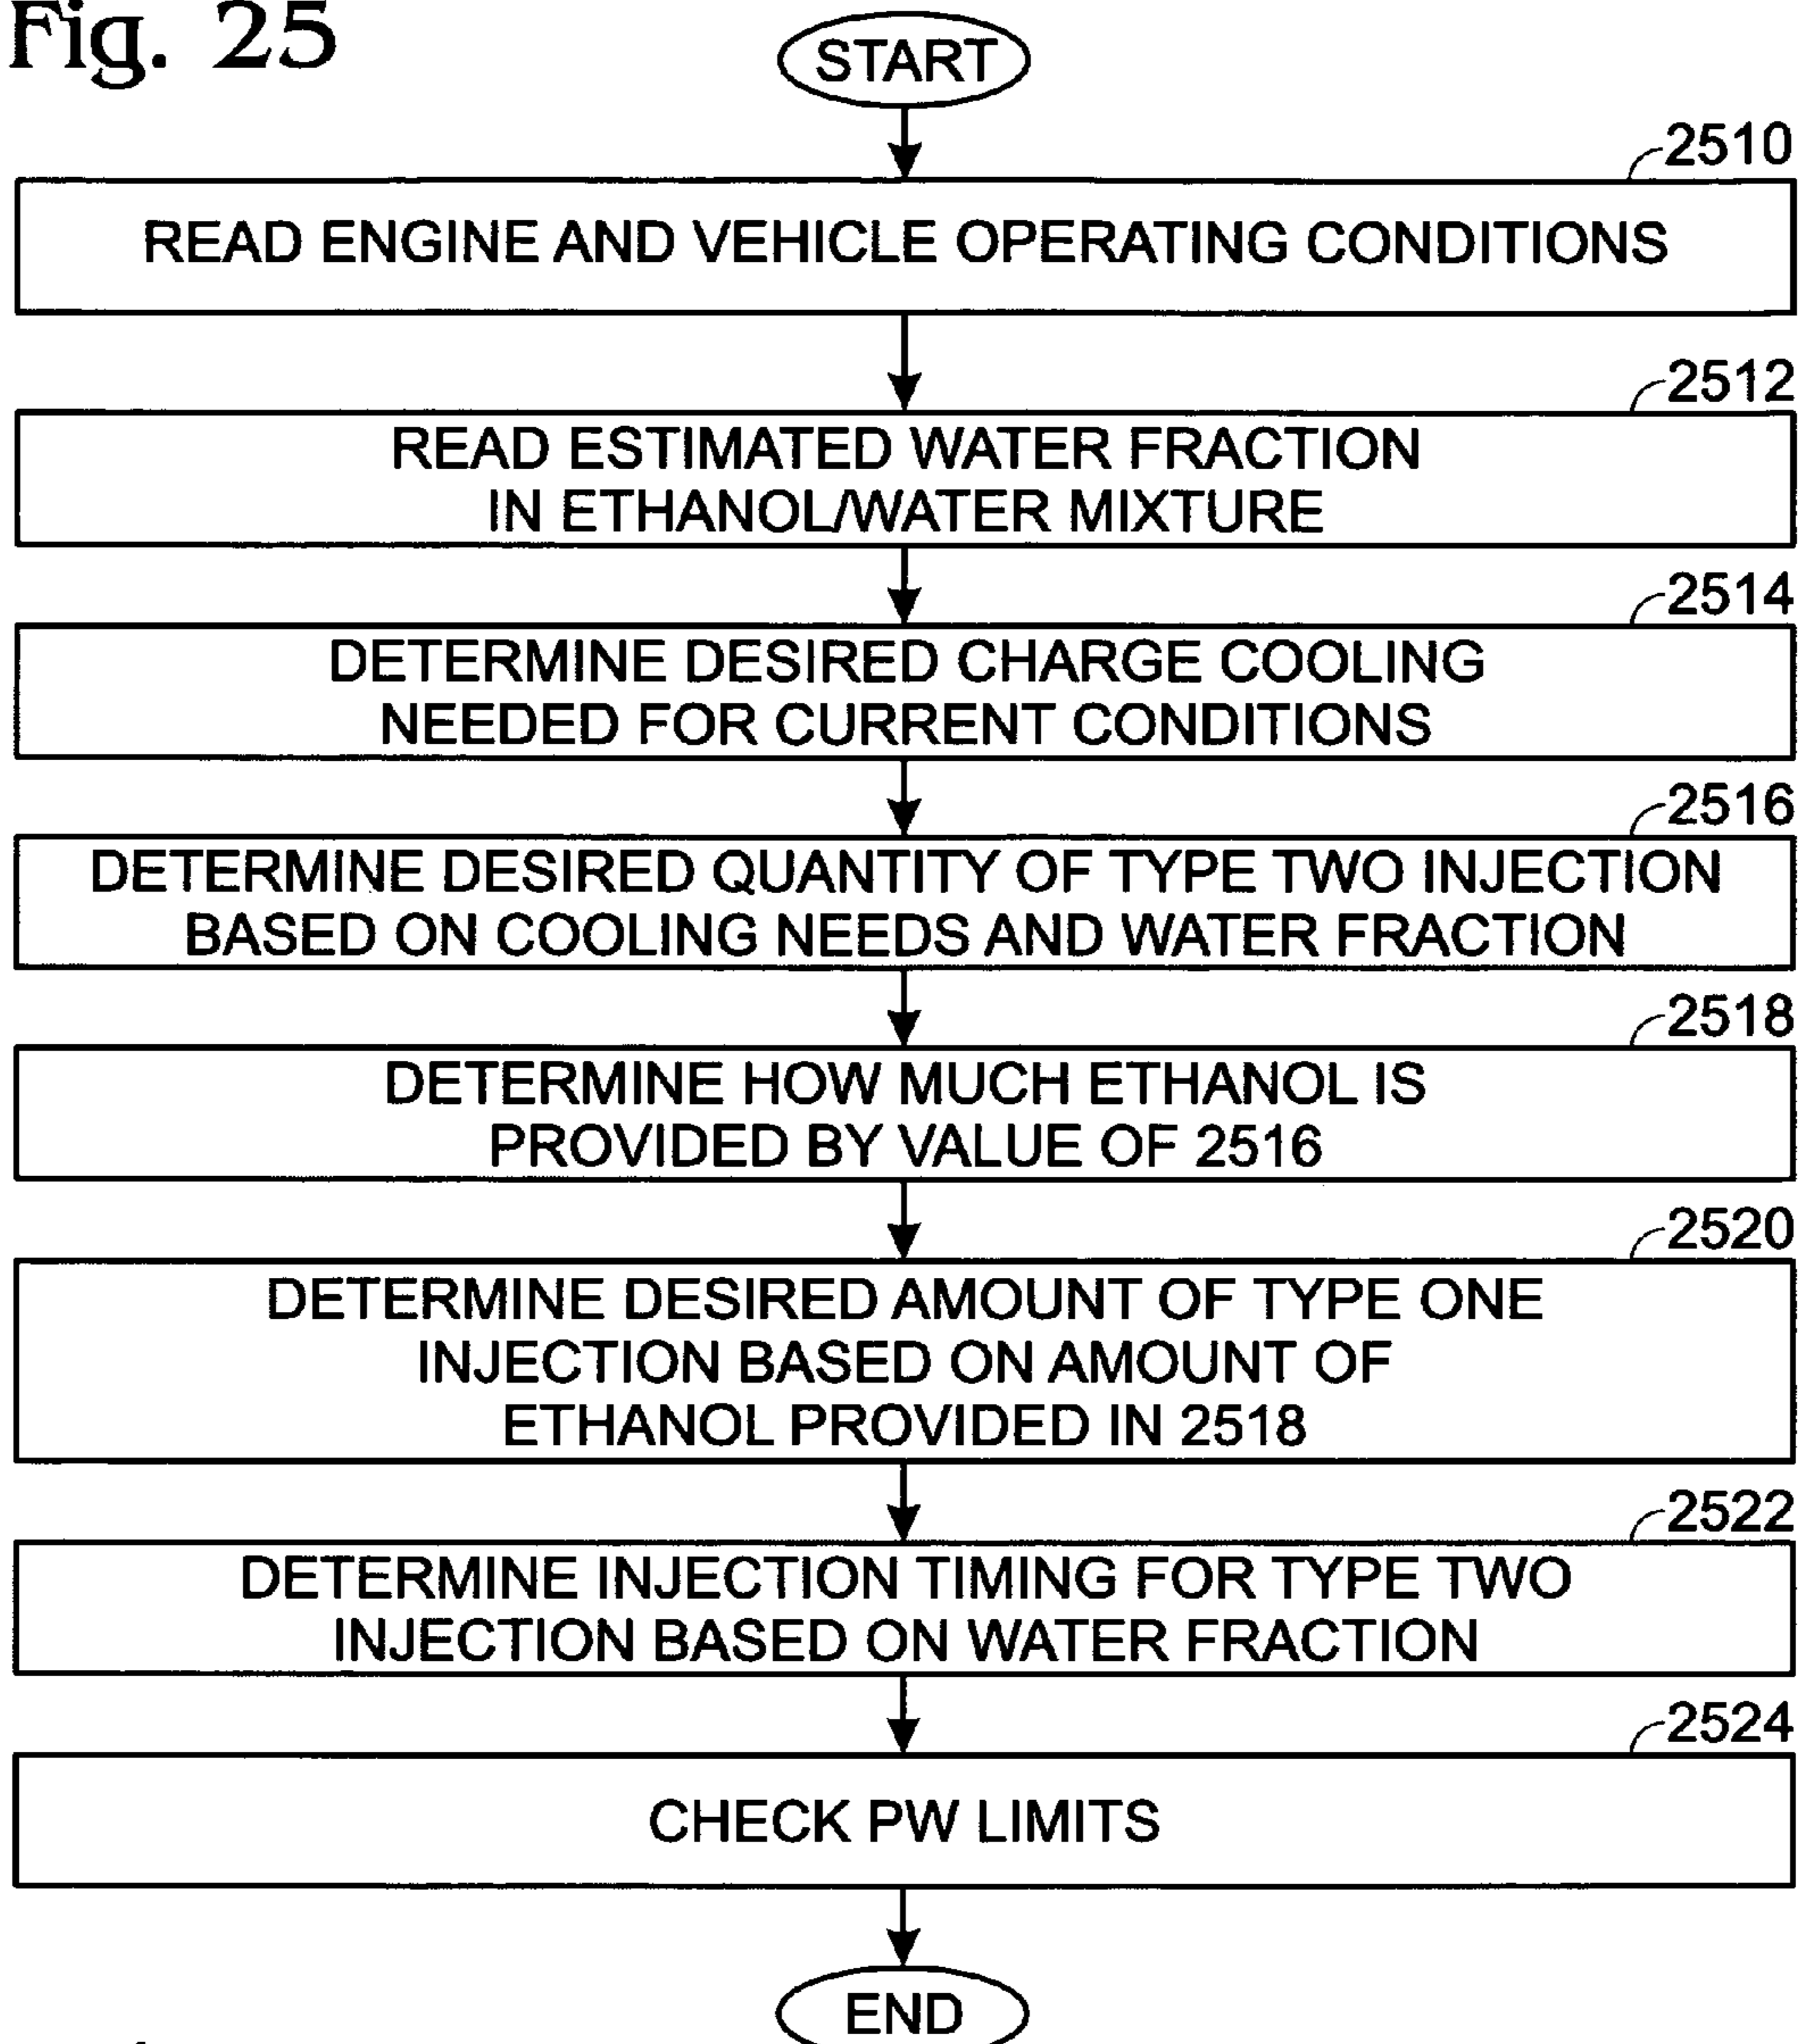 Fig. 25
START
2510
READ ENGINE AND VEHICLE OPERATING CONDITIONS
2512
READ ESTIMATED WATER FRACTION
IN ETHANOL/WATER MIXTURE
2514
DETERMINE DESIRED CHARGE COOLING
NEEDED FOR CURRENT CONDITIONS
2516
DETERMINE DESIRED QUANTITY OF TYPE TWO INJECTION
BASED ON COOLING NEEDS AND WATER FRACTION
2518
DETERMINE HOW MUCH ETHANOL IS
PROVIDED BY VALUE OF 2516
2520
DETERMINE DESIRED AMOUNT OF TYPE ONE
INJECTION BASED ON AMOUNT OF
ETHANOL PROVIDED IN 2518
2522
DETERMINE INJECTION TIMING FOR TYPE TWO
INJECTION BASED ON WATER FRACTION
2524
CHECK PW LIMITS
END